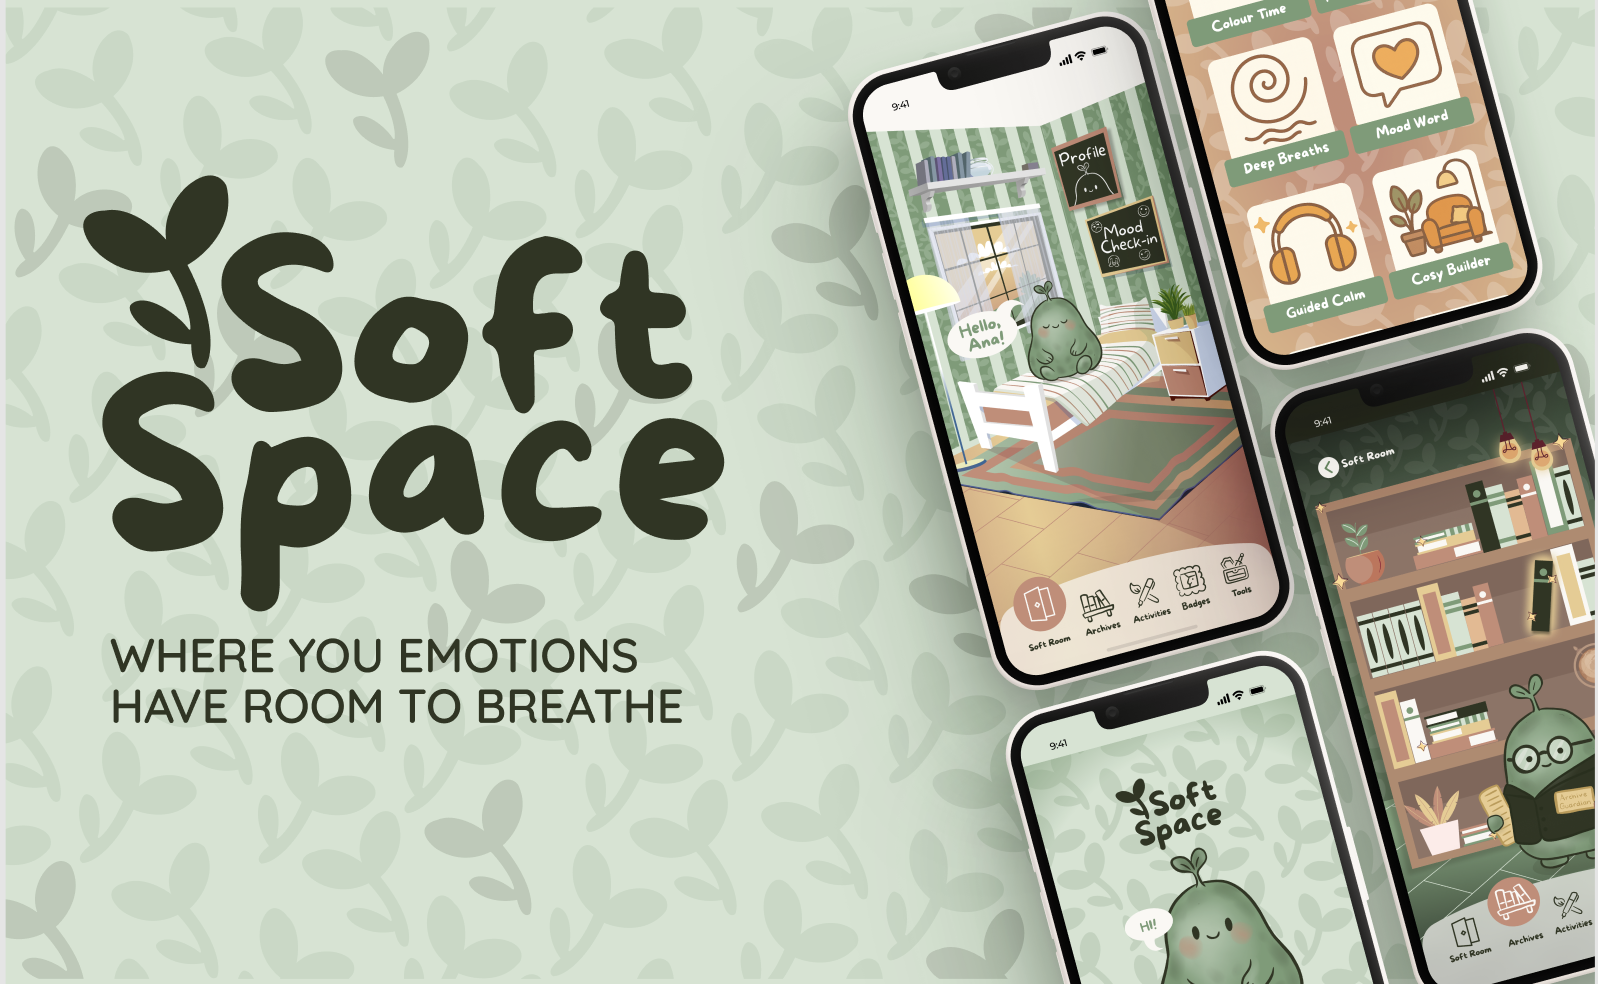 Soft
Space
WHERE YOU EMOTIONS
HAVE ROOM TO BREATHE
9:41
Profile
Mood
Check-in
Hello,
Ana!
Soft Room
Archives
Activities
Badges
Tools
Colour Time
Deep Breaths
Mood Word
Guided Calm
Cosy Builder
9:41
Soft Room
Archive
Guardian
Soft Room
Archives
Activities
9:41
Soft
Space
HI!